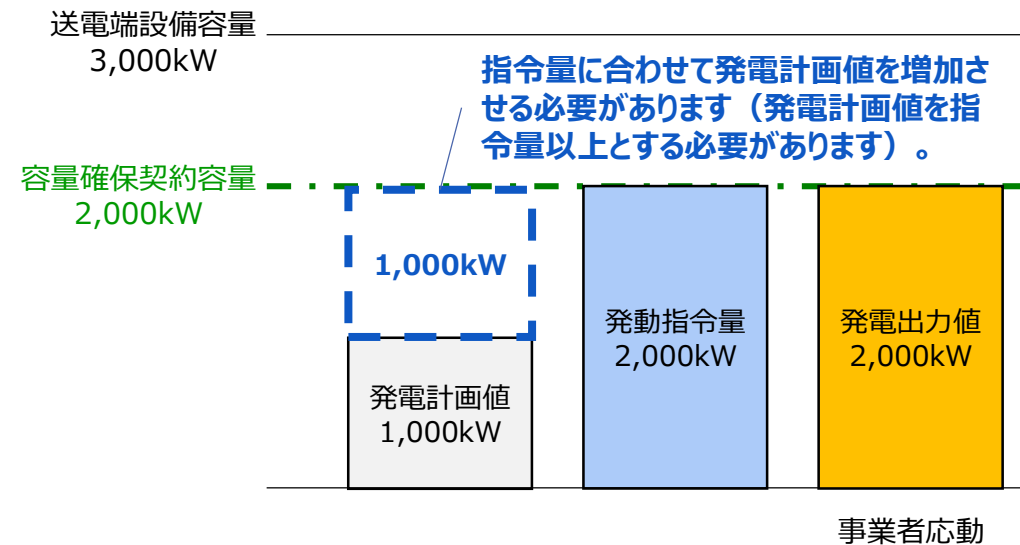 送電端設備容量
3,000kW
指令量に合わせて発電計画値を増加さ
せる必要があります（発電計画値を指
令量以上とする必要があります）。
容量確保契約容量
2,000kW
1,000kW
発電計画値
1,000kW
発動指令量
2,000kW
発電出力値
2,000kW
事業者応動